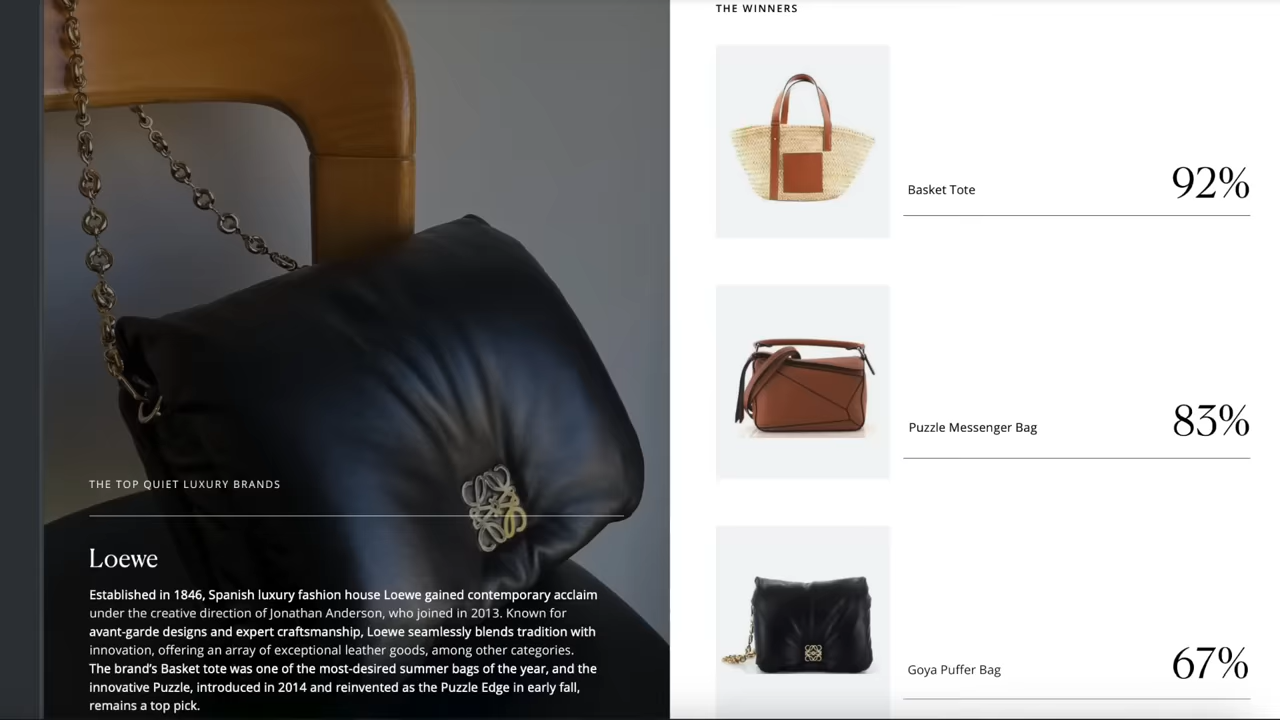 THE TOP QUIET LUXURY BRANDS
Loewe
Established in 1846, Spanish luxury fashion house Loewe gained contemporary acclaim
under the creative direction of Jonathan Anderson, who joined in 2013. Known for
avant-garde designs and expert craftsmanship, Loewe seamlessly blends tradition with
innovation, offering an array of exceptional leather goods, among other categories.
The brand’s Basket tote was one of the most-desired summer bags of the year, and the
innovative Puzzle, introduced in 2014 and reinvented as the Puzzle Edge in early fall,
remains a top pick.
THE WINNERS
Basket Tote
92%
Puzzle Messenger Bag
83%
Goya Puffer Bag
67%